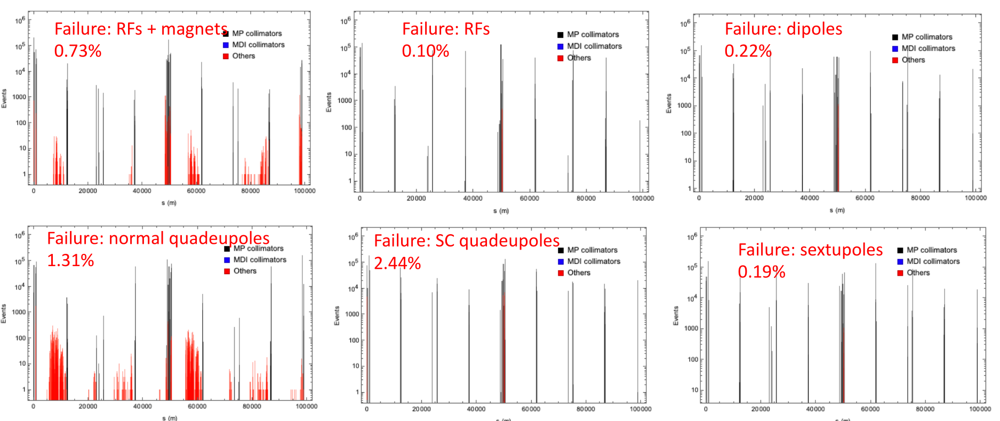 Failure: RFs + magnets
0.73%
MP collimators
MDI collimators
Others
10^6
10^5
10^4
1000
100
10
1
Events
0 20000 40000 60000 80000 100000
s (m)
Failure: RFs
0.10%
MP collimators
MDI collimators
Others
10^6
10^5
10^4
1000
100
10
1
Events
0 20000 40000 60000 80000 100000
s (m)
Failure: dipoles
0.22%
MP collimators
MDI collimators
Others
10^6
10^5
10^4
1000
100
10
1
Events
0 20000 40000 60000 80000 100000
s (m)
Failure: normal quadeupoles
1.31%
MP collimators
MDI collimators
Others
10^6
10^5
10^4
1000
100
10
1
Events
0 20000 40000 60000 80000 100000
s (m)
Failure: SC quadeupoles
2.44%
MP collimators
MDI collimators
Others
10^6
10^5
10^4
1000
100
10
1
Events
0 20000 40000 60000 80000 100000
s (m)
Failure: sextupoles
0.19%
MP collimators
MDI collimators
Others
10^6
10^5
10^4
1000
100
10
Events
0 20000 40000 60000 80000 100000
s (m)